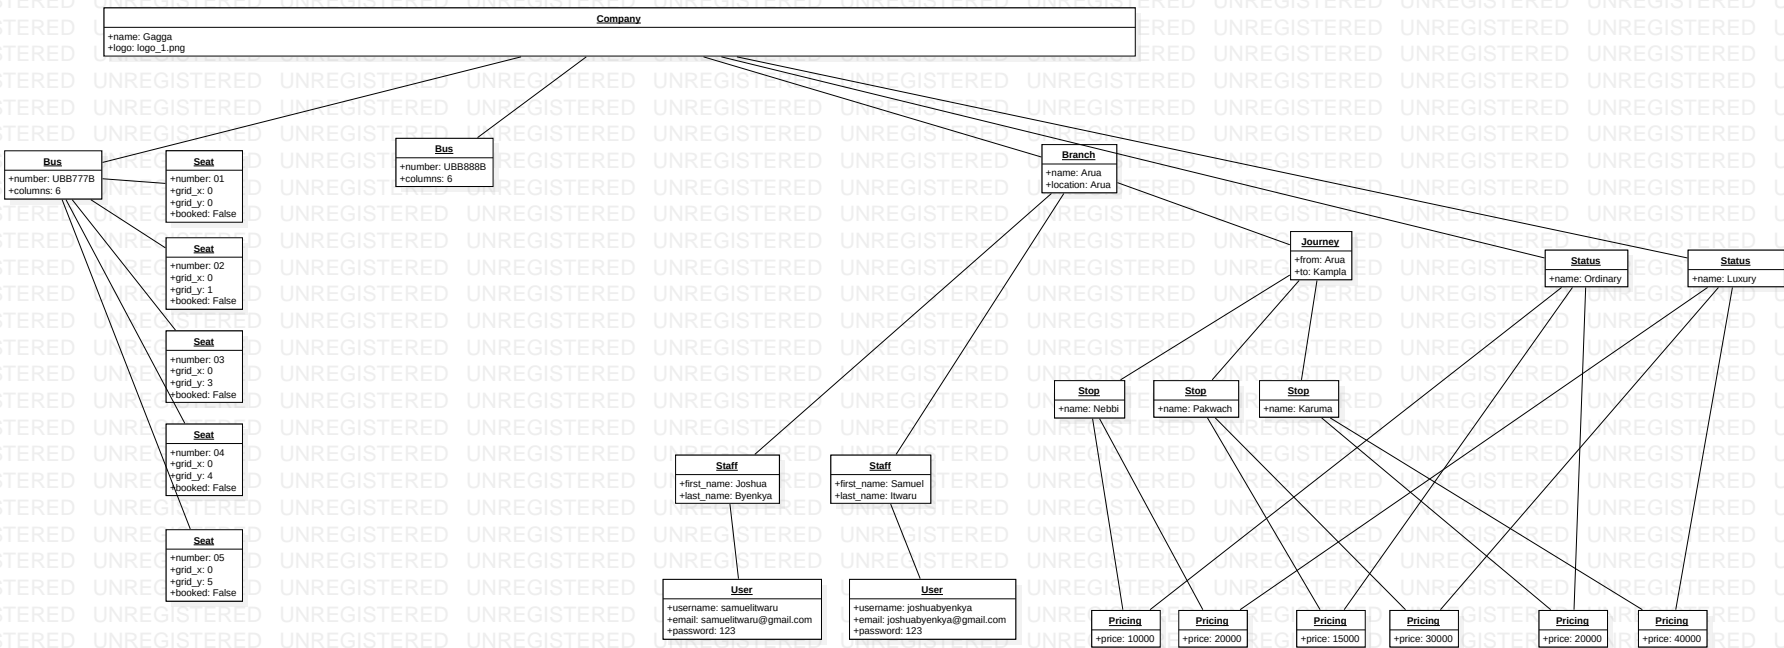 Company
+name: Gagga
+logo: logo_1.png
Bus
+number: UBB777B
+columns: 6
Seat
+number: 01
+grid_x: 0
+grid_y: 0
+booked: False
Seat
+number: 02
+grid_x: 0
+grid_y: 1
+booked: False
Seat
+number: 03
+grid_x: 0
+grid_y: 3
+booked: False
Seat
+number: 04
+grid_x: 0
+grid_y: 4
+booked: False
Seat
+number: 05
+grid_x: 0
+grid_y: 5
+booked: False
Bus
+number: UBB888B
+columns: 6
Branch
+name: Arua
+location: Arua
Journey
+from: Arua
+to: Kampla
Status
+name: Ordinary
Status
+name: Luxury
Stop
+name: Nebbi
Stop
+name: Pakwach
Stop
+name: Karuma
Staff
+first_name: Joshua
+last_name: Byenkya
Staff
+first_name: Samuel
+last_name: Itwaru
User
+username: samuelitwaru
+email: samuelitwaru@gmail.com
+password: 123
User
+username: joshuabyenkya
+email: joshuabyenkya@gmail.com
+password: 123
Pricing
+price: 10000
Pricing
+price: 20000
Pricing
+price: 15000
Pricing
+price: 30000
Pricing
+price: 20000
Pricing
+price: 40000
UNREGISTERED